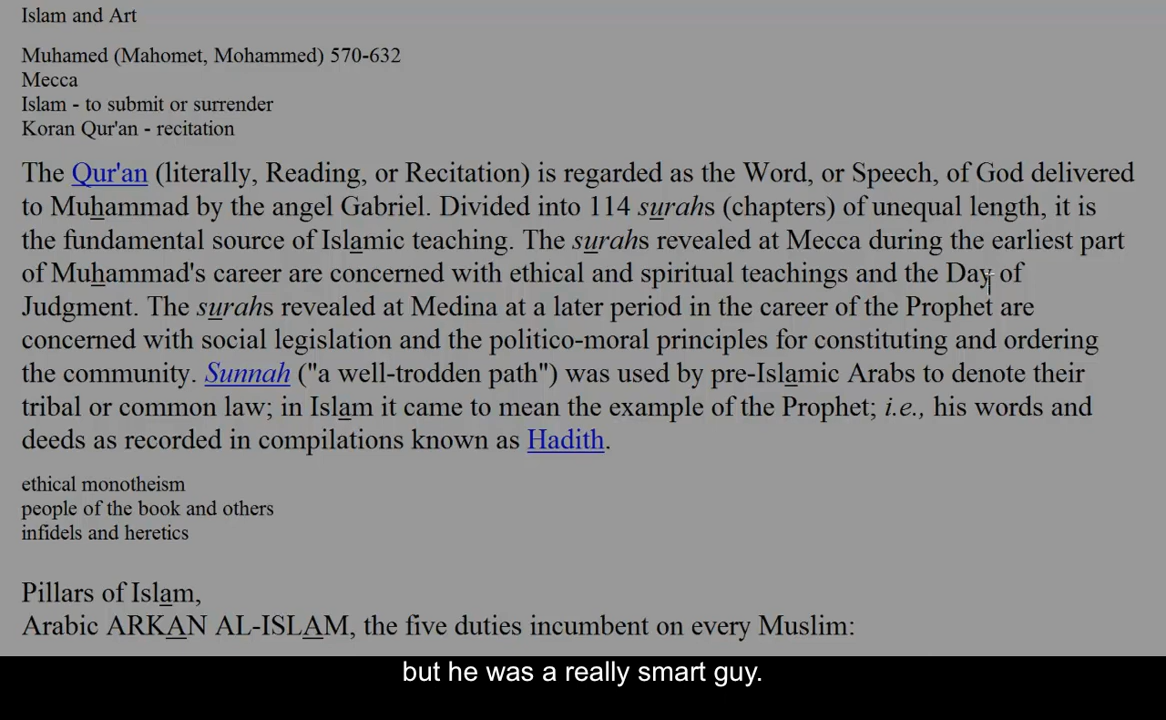 Islam and Art
Muhamed (Mahomet, Mohammed) 570-632
Mecca
Islam - to submit or surrender
Koran Qur'an - recitation
The Qur'an (literally, Reading, or Recitation) is regarded as the Word, or Speech, of God delivered
to Muhammad by the angel Gabriel. Divided into 114 surahs (chapters) of unequal length, it is
the fundamental source of Islamic teaching. The surahs revealed at Mecca during the earliest part
of Muhammad's career are concerned with ethical and spiritual teachings and the Day of
Judgment. The surahs revealed at Medina at a later period in the career of the Prophet are
concerned with social legislation and the politico-moral principles for constituting and ordering
the community. Sunnah ("a well-trodden path") was used by pre-Islamic Arabs to denote their
tribal or common law; in Islam it came to mean the example of the Prophet; i.e., his words and
deeds as recorded in compilations known as Hadith.
ethical monotheism
people of the book and others
infidels and heretics
Pillars of Islam,
Arabic ARKAN AL-ISLAM, the five duties incumbent on every Muslim:
but he was a really smart guy.